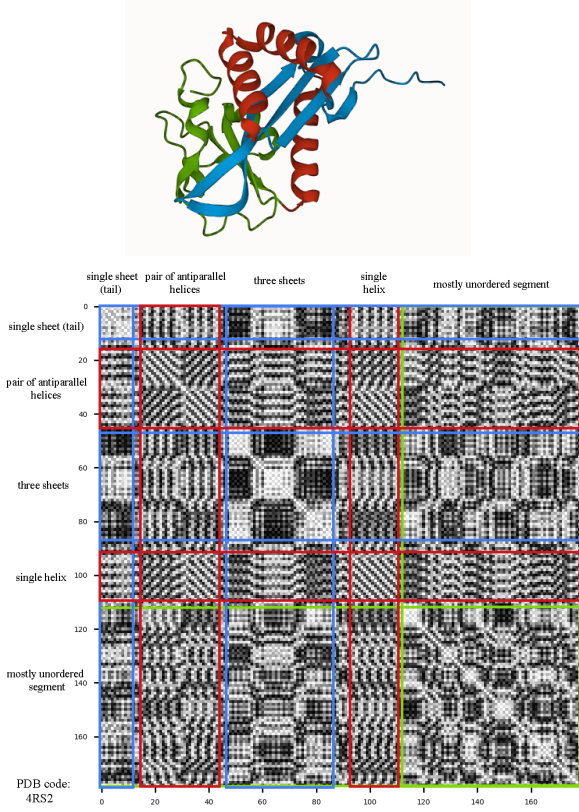 single sheet
(tail)
pair of antiparallel
helices
three sheets
single
helix
mostly unordered segment
0
single sheet (tail)
20
pair of antiparallel
helices
40
60
three sheets
80
single helix
100
120
mostly unordered
segment
140
160
PDB code:
4RS2
0 20 40 60 80 100 120 140 160